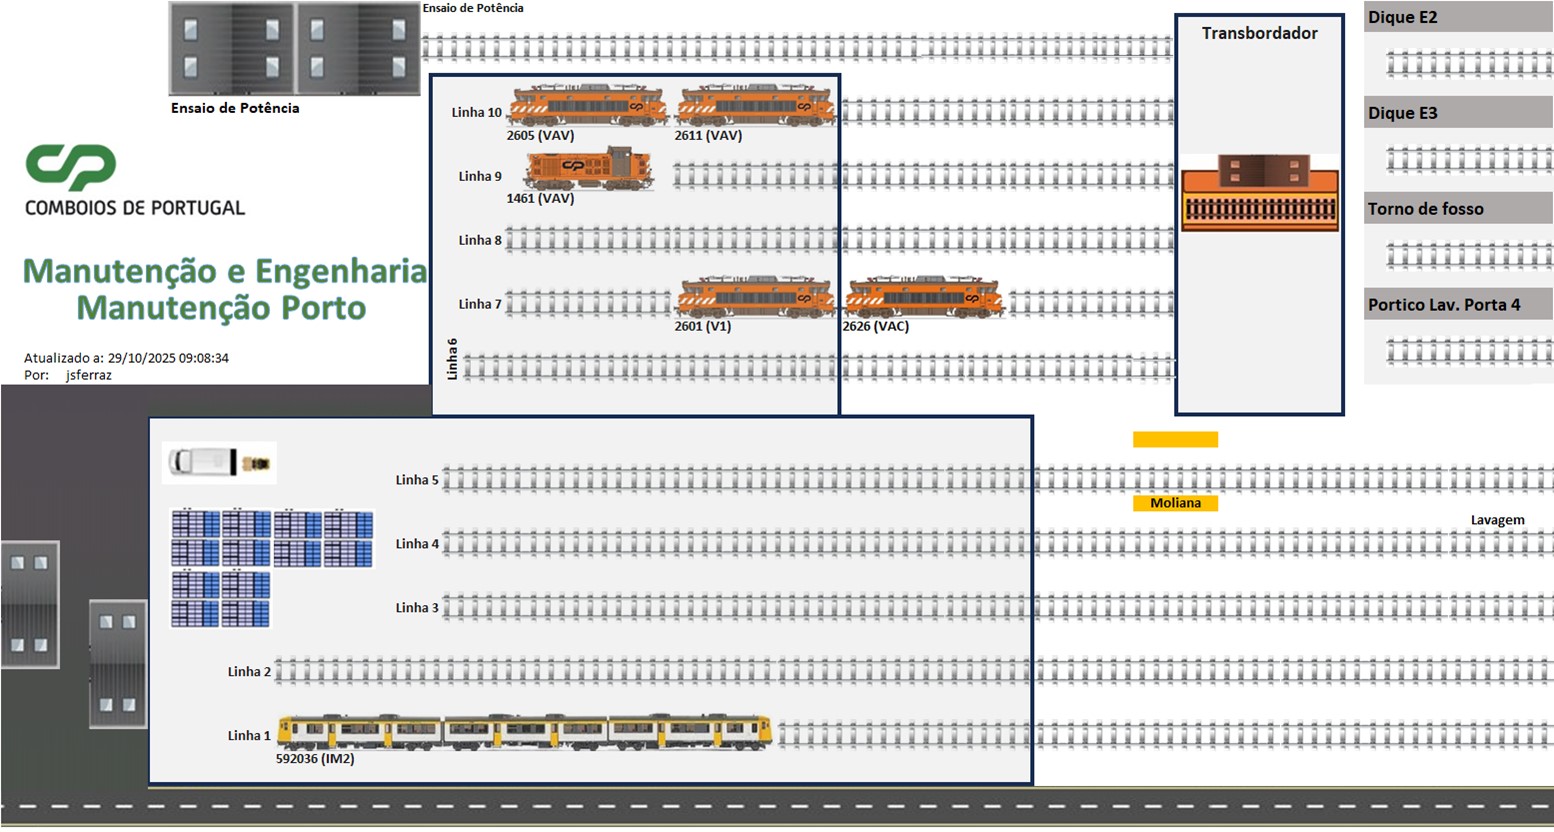 Ensaio de Potência
Transbordador
Dique E2
Ensaio de Potência
Linha 10
2605 (VAV)
2611 (VAV)
Dique E3
CP
COMBOIOS DE PORTUGAL
Linha 9
1461 (VAV)
Torno de fosso
Linha 8
Manutenção e Engenharia
Manutenção Porto
Linha 7
2601 (V1)
2626 (VAC)
Portico Lav. Porta 4
Atualizado a: 29/10/2025 09:08:34
Por: jsferraz
Linha 6
Linha 5
Moliana
Lavagem
Linha 4
Linha 3
Linha 2
Linha 1
592036 (IM2)